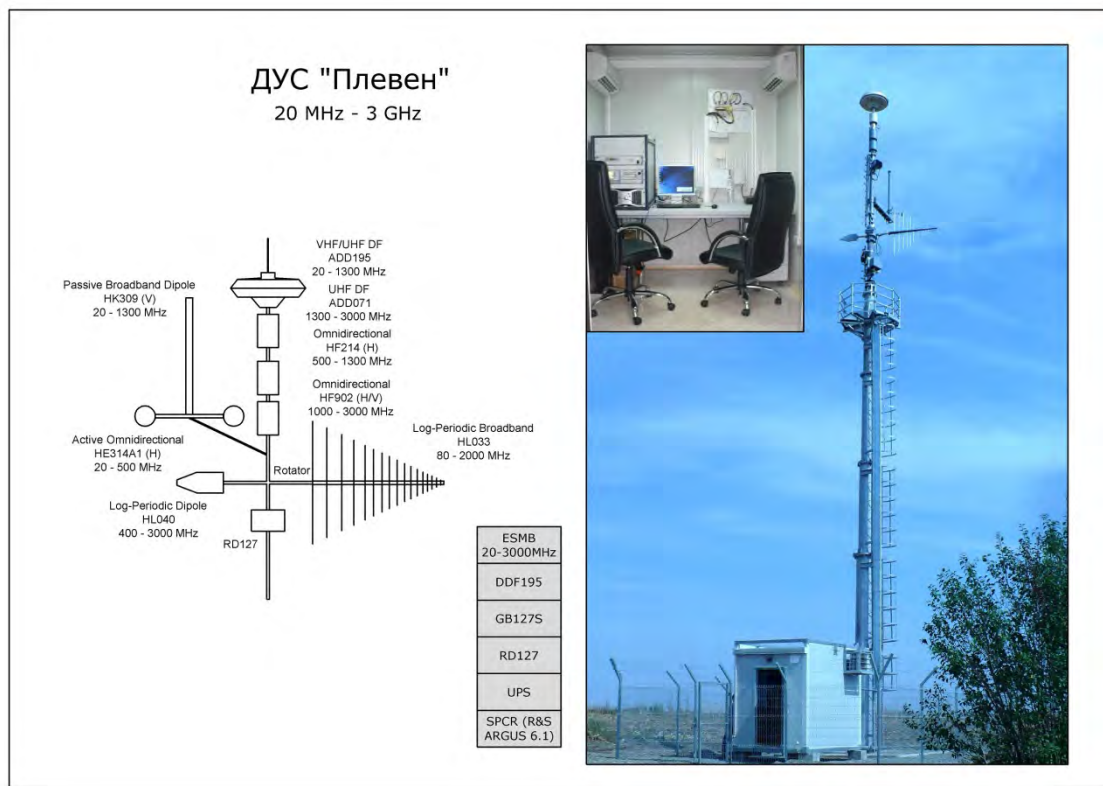 ДУС "Плевен"
20 MHz - 3 GHz
VHF/UHF DF
ADD195
20 - 1300 MHz
UHF DF
ADD071
1300 - 3000 MHz
Omnidirectional
HF214 (H)
500 - 1300 MHz
Omnidirectional
HF902 (H/V)
1000 - 3000 MHz
Passive Broadband Dipole
HK309 (V)
20 - 1300 MHz
Active Omnidirectional
HE314A1 (H)
20 - 500 MHz
Rotator
Log-Periodic Broadband
HL033
80 - 2000 MHz
Log-Periodic Dipole
HL040
400 - 3000 MHz
RD127
ESMB
20-3000MHz
DDF195
GB127S
RD127
UPS
SPCR (R&S
ARGUS 6.1)